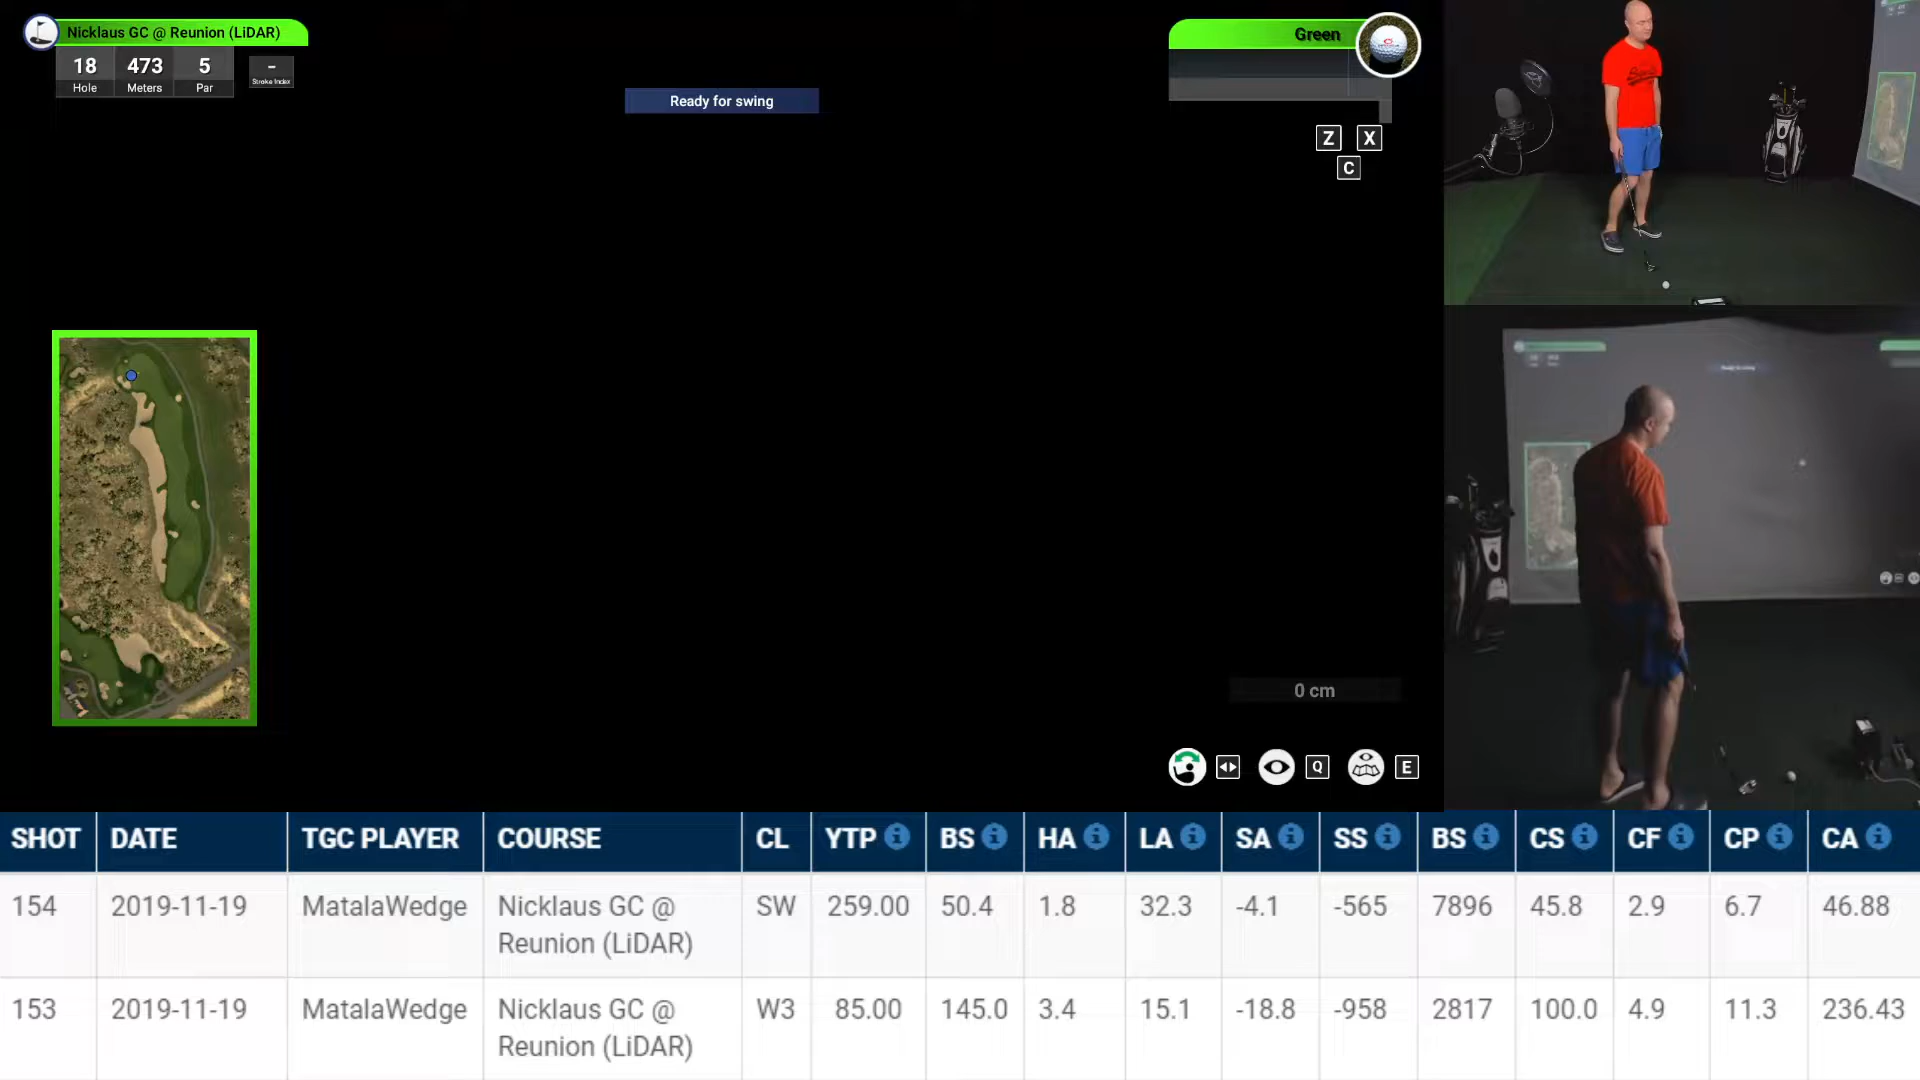 Nicklaus GC @ Reunion (LiDAR)
18 473 5 -
Hole Meters Par Stroke Index
Ready for swing
Green
Z X
C
0 cm
Q E
SHOT DATE TGC PLAYER COURSE CL YTP BS HA LA SA SS BS CS CF CP CA
154 2019-11-19 MatalaWedge Nicklaus GC @ SW 259.00 50.4 1.8 32.3 -4.1 -565 7896 45.8 2.9 6.7 46.88
Reunion (LiDAR)
153 2019-11-19 MatalaWedge Nicklaus GC @ W3 85.00 145.0 3.4 15.1 -18.8 -958 2817 100.0 4.9 11.3 236.43
Reunion (LiDAR)